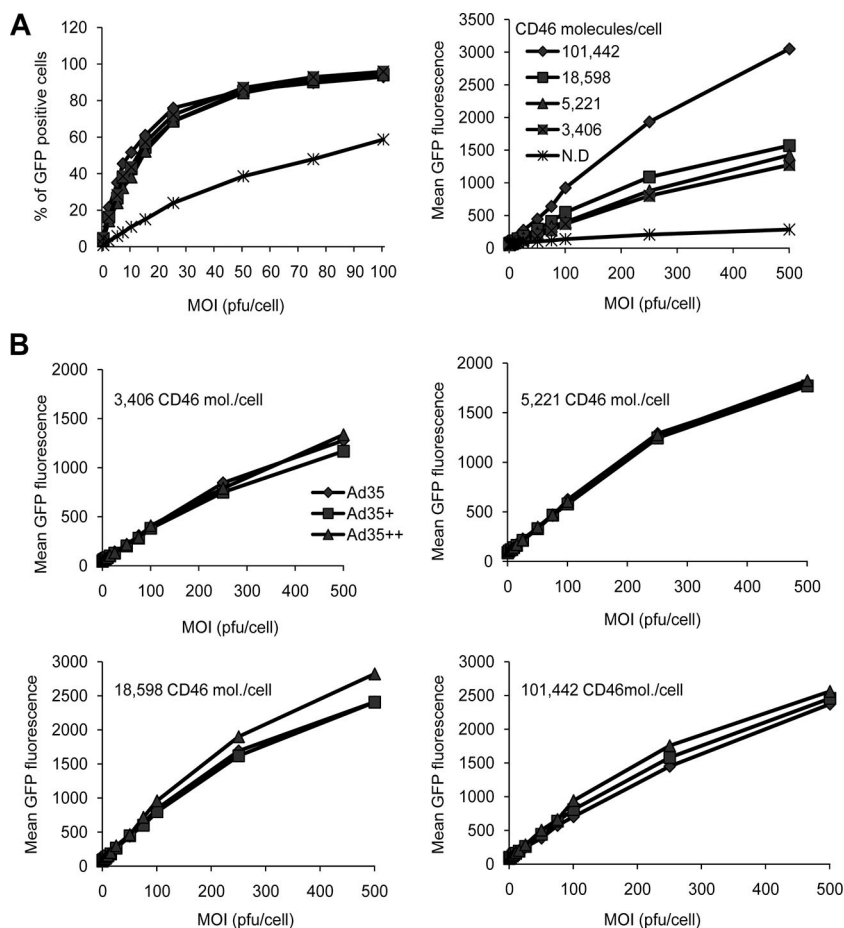 A
% of GFP positive cells
120
100
80
60
40
20
0
0 10 20 30 40 50 60 70 80 90 100
MOI (pfu/cell)
Mean GFP fluorescence
3500
3000
2500
2000
1500
1000
500
0
CD46 molecules/cell
101,442
18,598
5,221
3,406
N.D
0 100 200 300 400 500
MOI (pfu/cell)
B
Mean GFP fluorescence
2000
1500
1000
500
0
3,406 CD46 mol./cell
Ad35
Ad35+
Ad35++
0 100 200 300 400 500
MOI (pfu/cell)
Mean GFP fluorescence
2000
1500
1000
500
0
5,221 CD46 mol./cell
0 100 200 300 400 500
MOI (pfu/cell)
Mean GFP fluorescence
3000
2500
2000
1500
1000
500
0
18,598 CD46 mol./cell
0 100 200 300 400 500
MOI (pfu/cell)
Mean GFP fluorescence
3000
2500
2000
1500
1000
500
0
101,442 CD46mol./cell
0 100 200 300 400 500
MOI (pfu/cell)